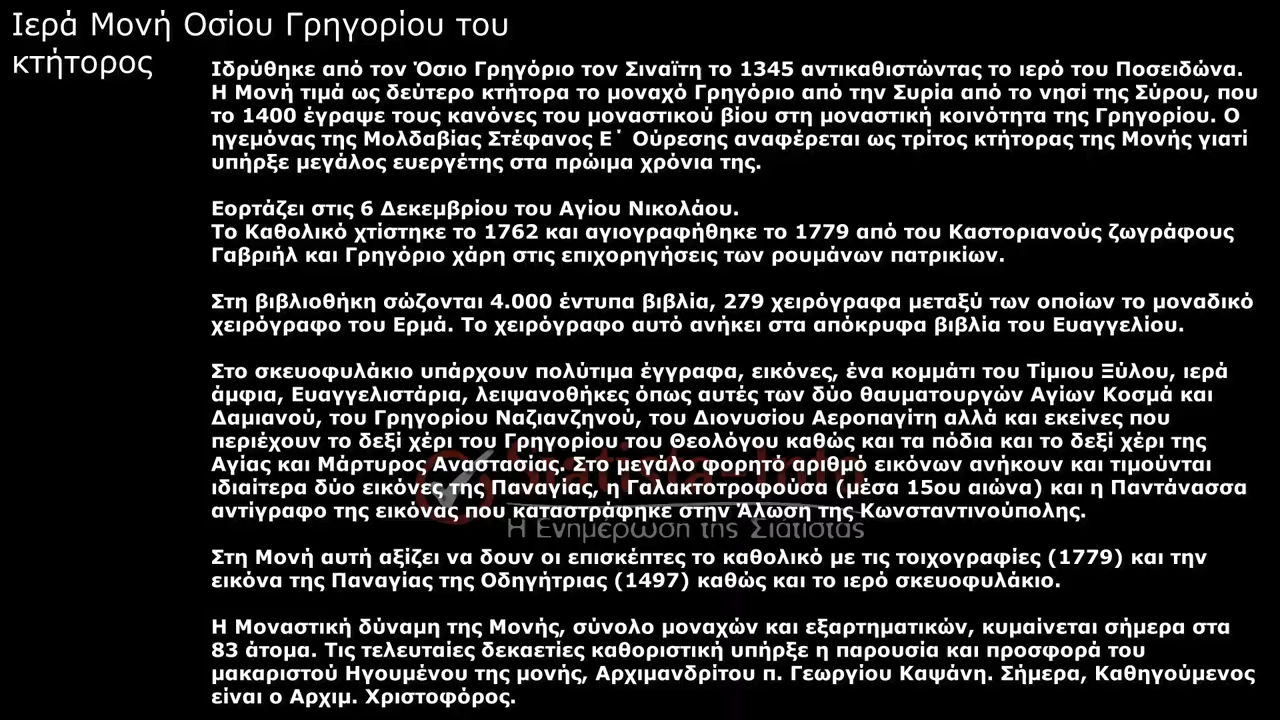 Ιερά Μονή Οσίου Γρηγορίου του
κτήτορος
Ιδρύθηκε από τον Όσιο Γρηγόριο τον Σιναϊτη το 1345 αντικαθιστώντας το ιερό του Ποσειδώνα.
Η Μονή τιμά ως δεύτερο κτήτορα το μοναχό Γρηγόριο από την Συρία από το νησί της Σύρου, που
το 1400 έγραψε τους κανόνες του μοναστικού βίου στη μοναστική κοινότητα της Γρηγορίου. Ο
ηγεμόνας της Μολδαβίας Στέφανος Ε΄ Ούρεσης αναφέρεται ως τρίτος κτήτορας της Μονής γιατί
υπήρξε μεγάλος ευεργέτης στα πρώιμα χρόνια της.
Εορτάζει στις 6 Δεκεμβρίου του Αγίου Νικολάου.
Το Καθολικό χτίστηκε το 1762 και αγιογραφήθηκε το 1779 από του Καστοριανούς ζωγράφους
Γαβριήλ και Γρηγόριο χάρη στις επιχορηγήσεις των ρουμάνων πατρικίων.
Στη βιβλιοθήκη σώζονται 4.000 έντυπα βιβλία, 279 χειρόγραφα μεταξύ των οποίων το μοναδικό
χειρόγραφο του Ερμά. Το χειρόγραφο αυτό ανήκει στα απόκρυφα βιβλία του Ευαγγελίου.
Στο σκευοφυλάκιο υπάρχουν πολύτιμα έγγραφα, εικόνες, ένα κομμάτι του Τίμιου Ξύλου, ιερά
άμφια, Ευαγγελιστάρια, λειψανοθήκες όπως αυτές των δύο θαυματουργών Αγίων Κοσμά και
Δαμιανού, του Γρηγορίου Ναζιανζηνού, του Διονυσίου Αεροπαγίτη αλλά και εκείνες που
περιέχουν το δεξί χέρι του Γρηγορίου του Θεολόγου καθώς και τα πόδια και το δεξί χέρι της
Αγίας και Μάρτυρος Αναστασίας. Στο μεγάλο φορητό αριθμό εικόνων ανήκουν και τιμούνται
ιδιαίτερα δύο εικόνες της Παναγίας, η Γαλακτοτροφούσα (μέσα 15ου αιώνα) και η Παντάνασσα
αντίγραφο της εικόνας που καταστράφηκε στην Άλωση της Κωνσταντινούπολης.
Η Ενημέρωση της Σιάτιστας
Στη Μονή αυτή αξίζει να δουν οι επισκέπτες το καθολικό με τις τοιχογραφίες (1779) και την
εικόνα της Παναγίας της Οδηγήτριας (1497) καθώς και το ιερό σκευοφυλάκιο.
Η Μοναστική δύναμη της Μονής, σύνολο μοναχών και εξαρτηματικών, κυμαίνεται σήμερα στα
83 άτομα. Τις τελευταίες δεκαετίες καθοριστική υπήρξε η παρουσία και προσφορά του
μακαριστού Ηγουμένου της μονής, Αρχιμανδρίτου π. Γεωργίου Καψάνη. Σήμερα, Καθηγούμενος
είναι ο Αρχιμ. Χριστοφόρος.